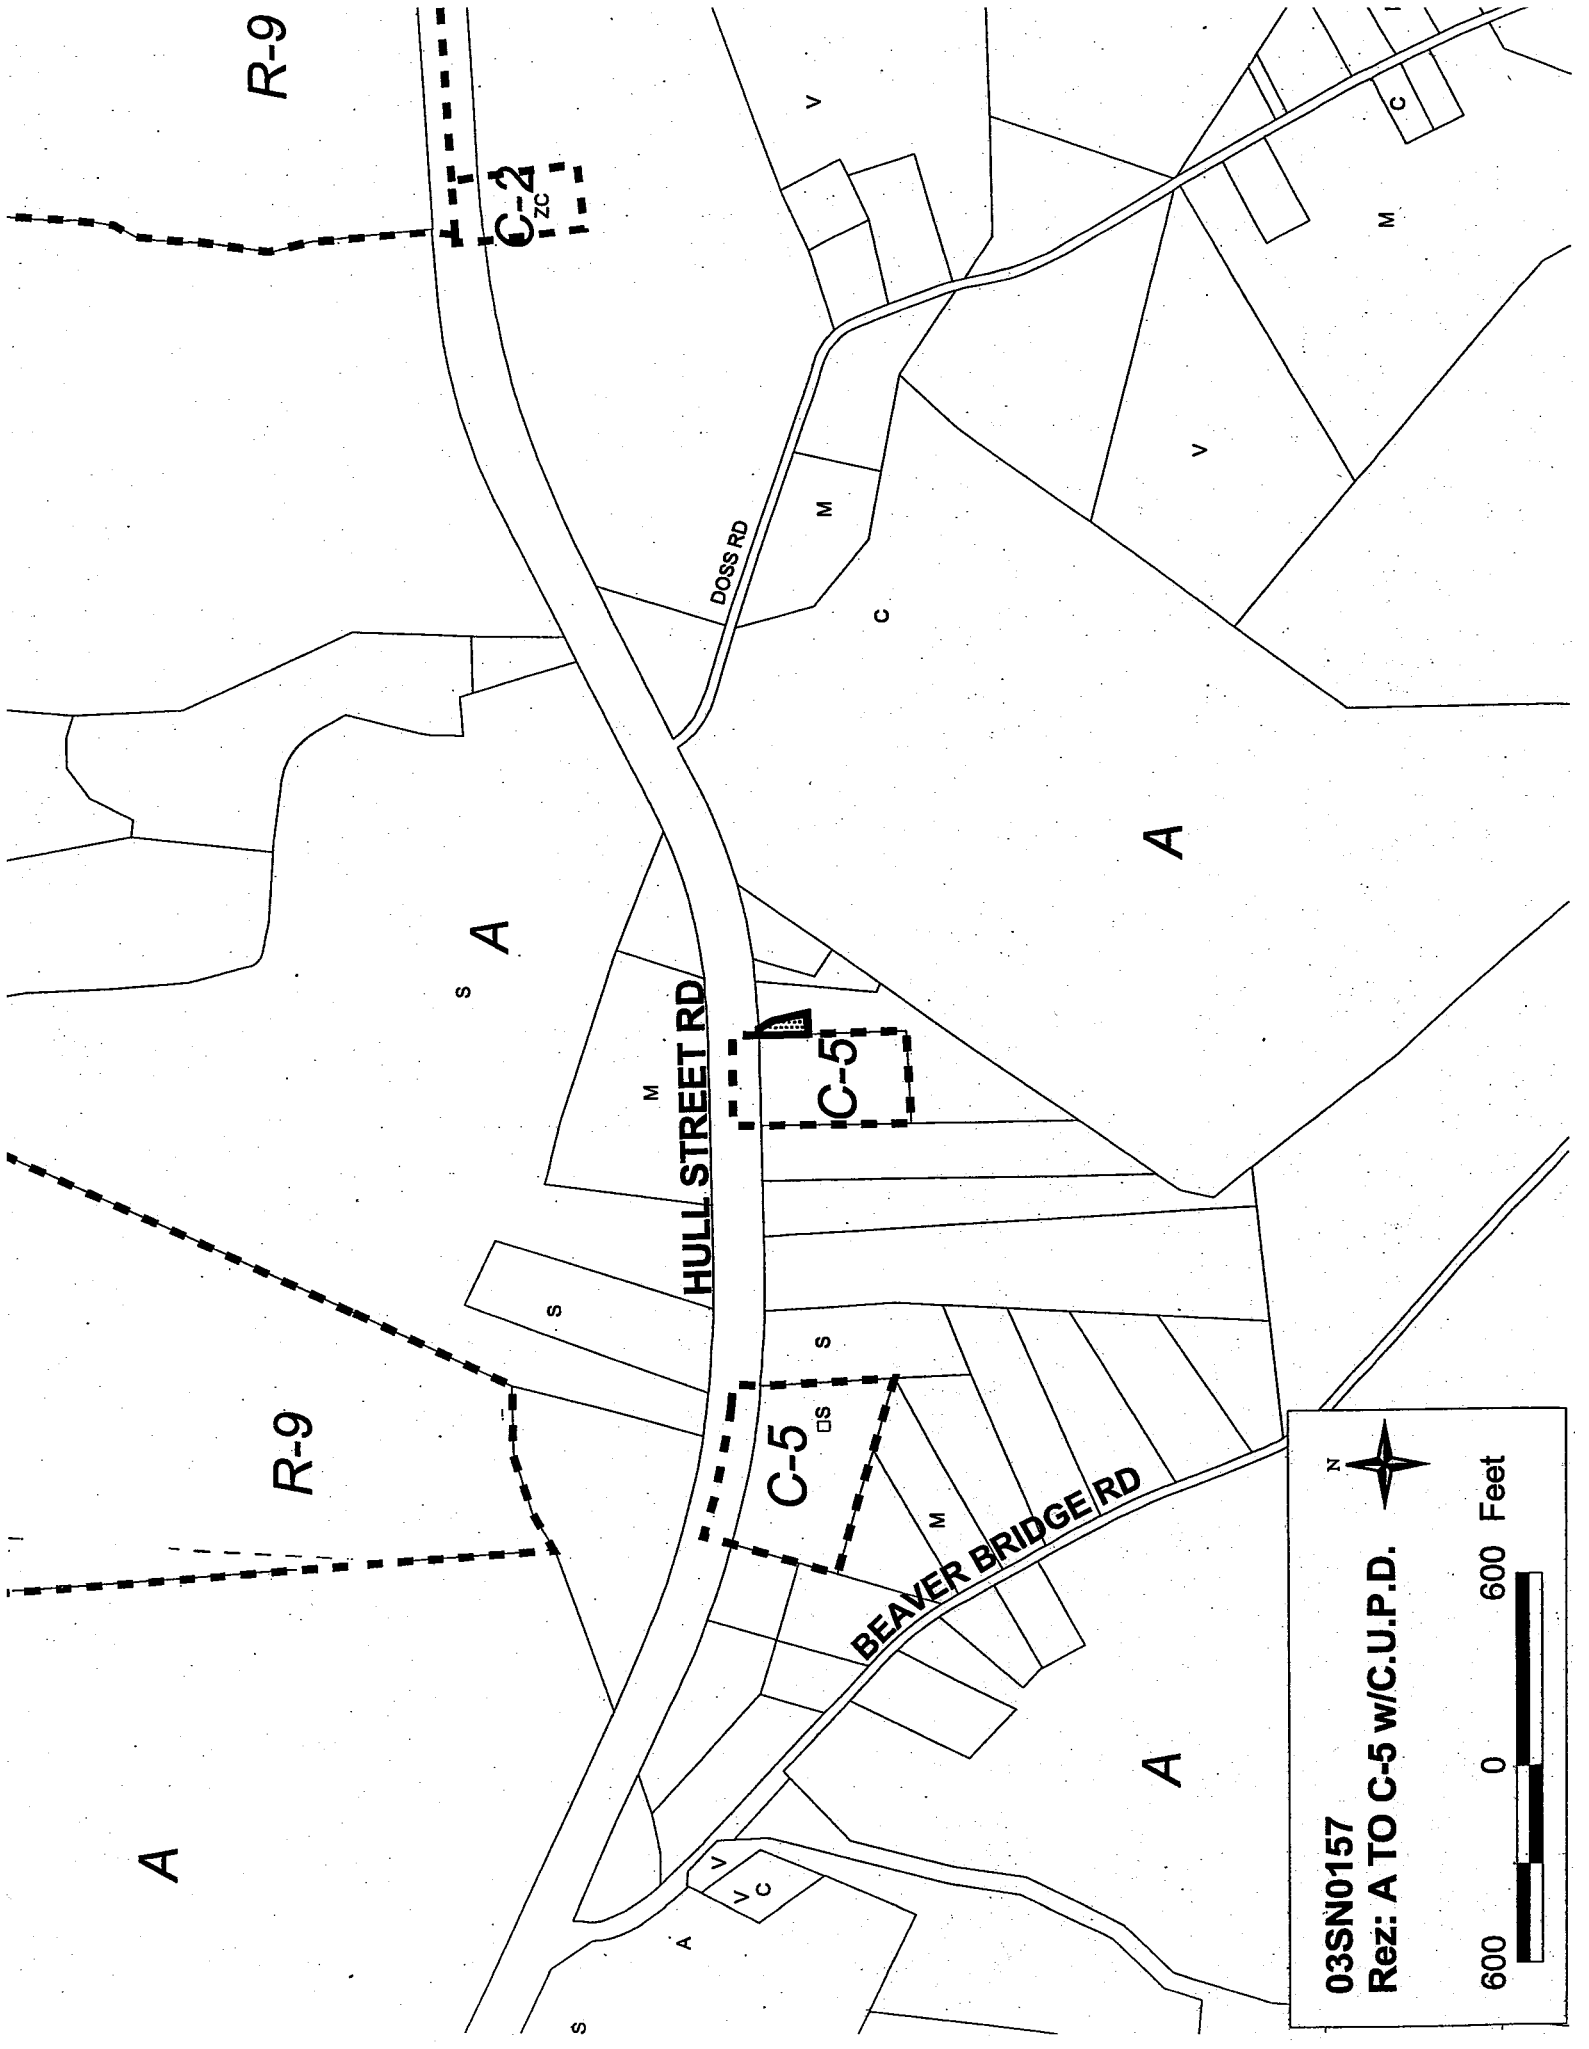 R-9
C-2
ZC
V
C
M
V
DOSS RD
M
C
A
S
A
HULL STREET RD
M
C-5
S
S
R-9
C-5
S
M
BEAVER BRIDGE RD
A
A
V
V
C
A
S
N
03SN0157
Rez: A TO C-5 w/C.U.P.D.
600 0 600 Feet